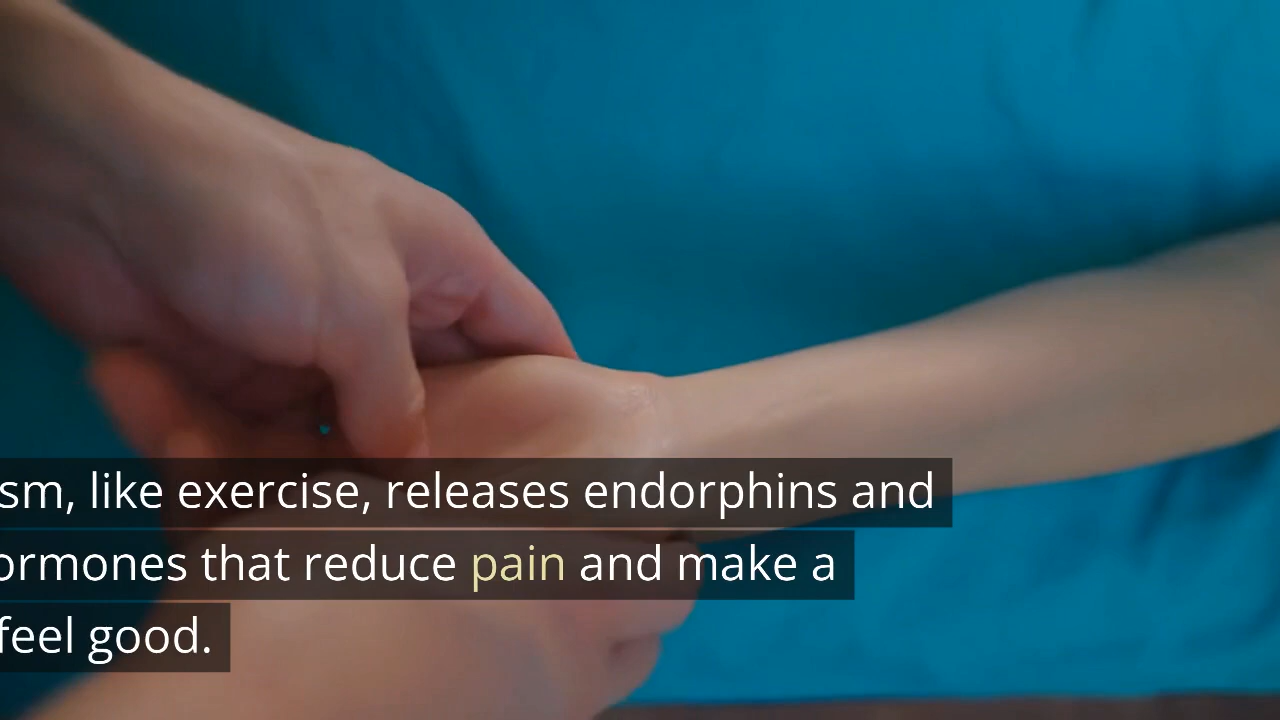 sm, like exercise, releases endorphins and
ormones that reduce pain and make a
feel good.